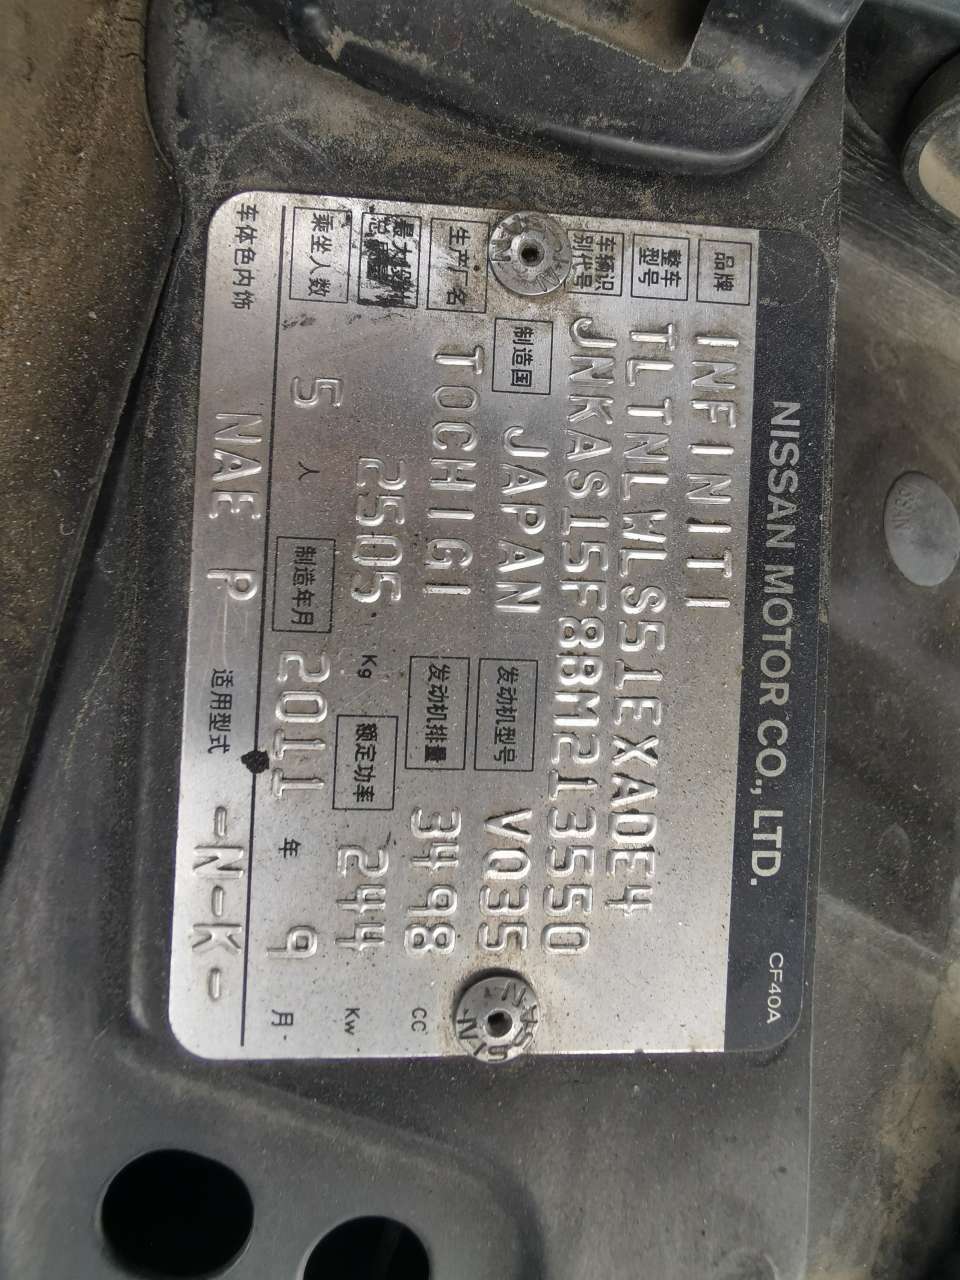 NISSAN MOTOR CO., LTD. CF40A
品牌 INFINITI
整车型号 TLTNLWLS51EXADE4
车辆识别代号 JNKAS15F8BM213550
制造国 JAPAN 发动机型号 VQ35
生产厂名 TOCHIGI 发动机排量 3498 CC
最大 2505 Kg 额定功率 244 Kw
乘坐人数 5 人 制造年月 2011 年 9 月
车体色内饰 NAE P 适用型式 -N-K-